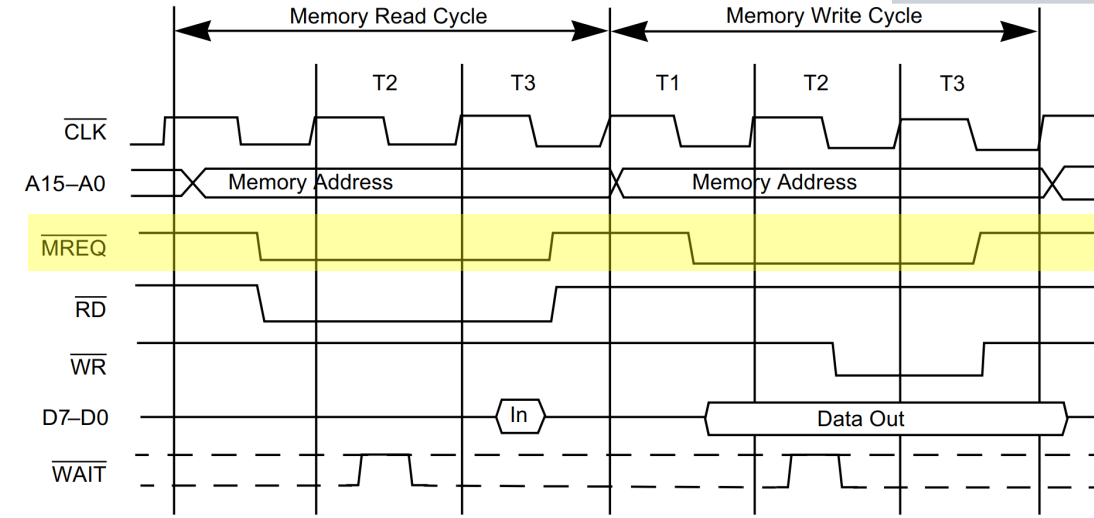 Memory Read Cycle Memory Write Cycle
T2 T3 T1 T2 T3
CLK
A15–A0 Memory Address Memory Address
MREQ
RD
WR
D7–D0 In Data Out
WAIT